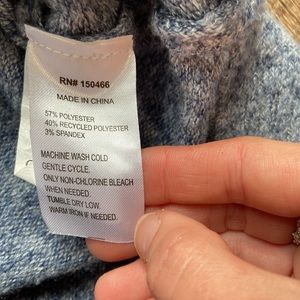 RN# 150466
MADE IN CHINA
57% POLYESTER
40% RECYCLED POLYESTER
3% SPANDEX
MACHINE WASH COLD
GENTLE CYCLE.
ONLY NON-CHLORINE BLEACH
WHEN NEEDED.
TUMBLE DRY LOW.
WARM IRON IF NEEDED.